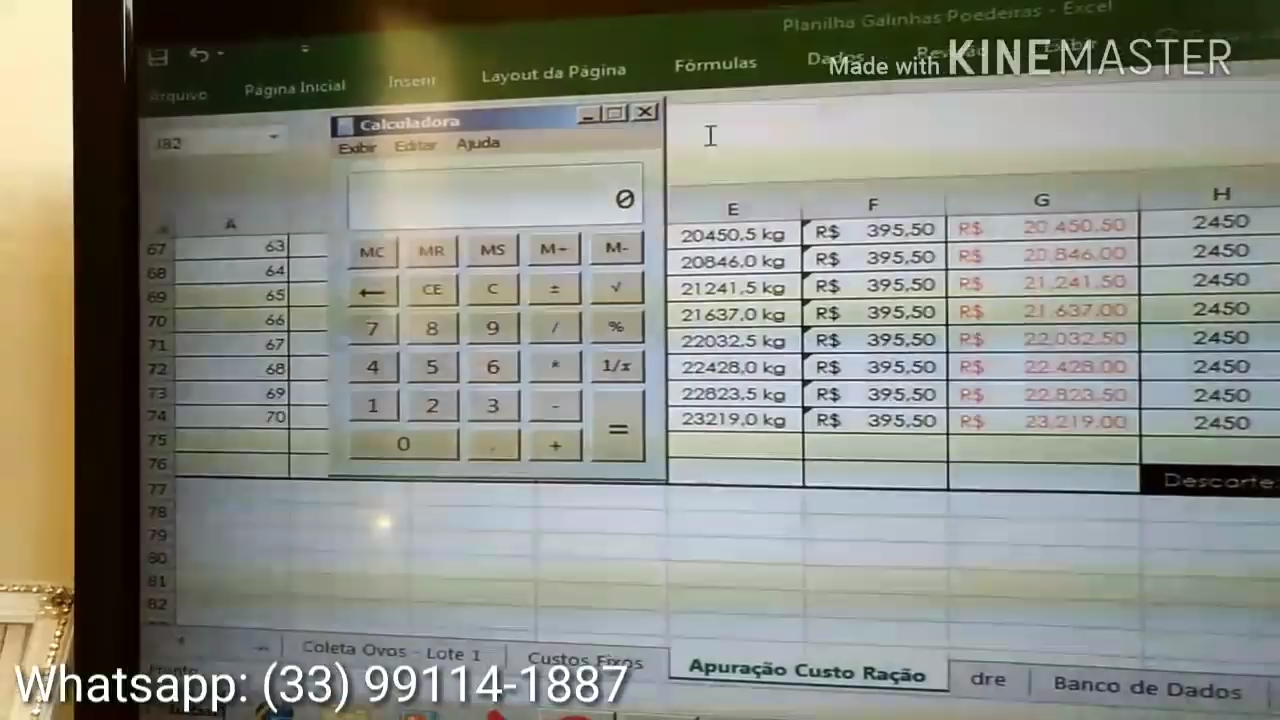 Planilha Galinhas Poedeiras - Excel
Made with KINEMASTER
Arquivo Página Inicial Inserir Layout da Página Fórmulas Dados Revisão Exibir
J82
Calculadora
Exibir Editar Ajuda
0
MC MR MS M+ M-
← CE C ± √
7 8 9 / %
4 5 6 * 1/x
1 2 3 - =
0 . +
A E F G H
67 63 20450,5 kg R$ 395,50 R$ 20.450,50 2450
68 64 20846,0 kg R$ 395,50 R$ 20.846,00 2450
69 65 21241,5 kg R$ 395,50 R$ 21.241,50 2450
70 66 21637,0 kg R$ 395,50 R$ 21.637,00 2450
71 67 22032,5 kg R$ 395,50 R$ 22.032,50 2450
72 68 22428,0 kg R$ 395,50 R$ 22.428,00 2450
73 69 22823,5 kg R$ 395,50 R$ 22.823,50 2450
74 70 23219,0 kg R$ 395,50 R$ 23.219,00 2450
75
76 Descarte
77
78
79
80
81
82
Coleta Ovos - Lote 1 Custos Fixos Apuração Custo Ração dre Banco de Dados
Pronto
Whatsapp: (33) 99114-1887